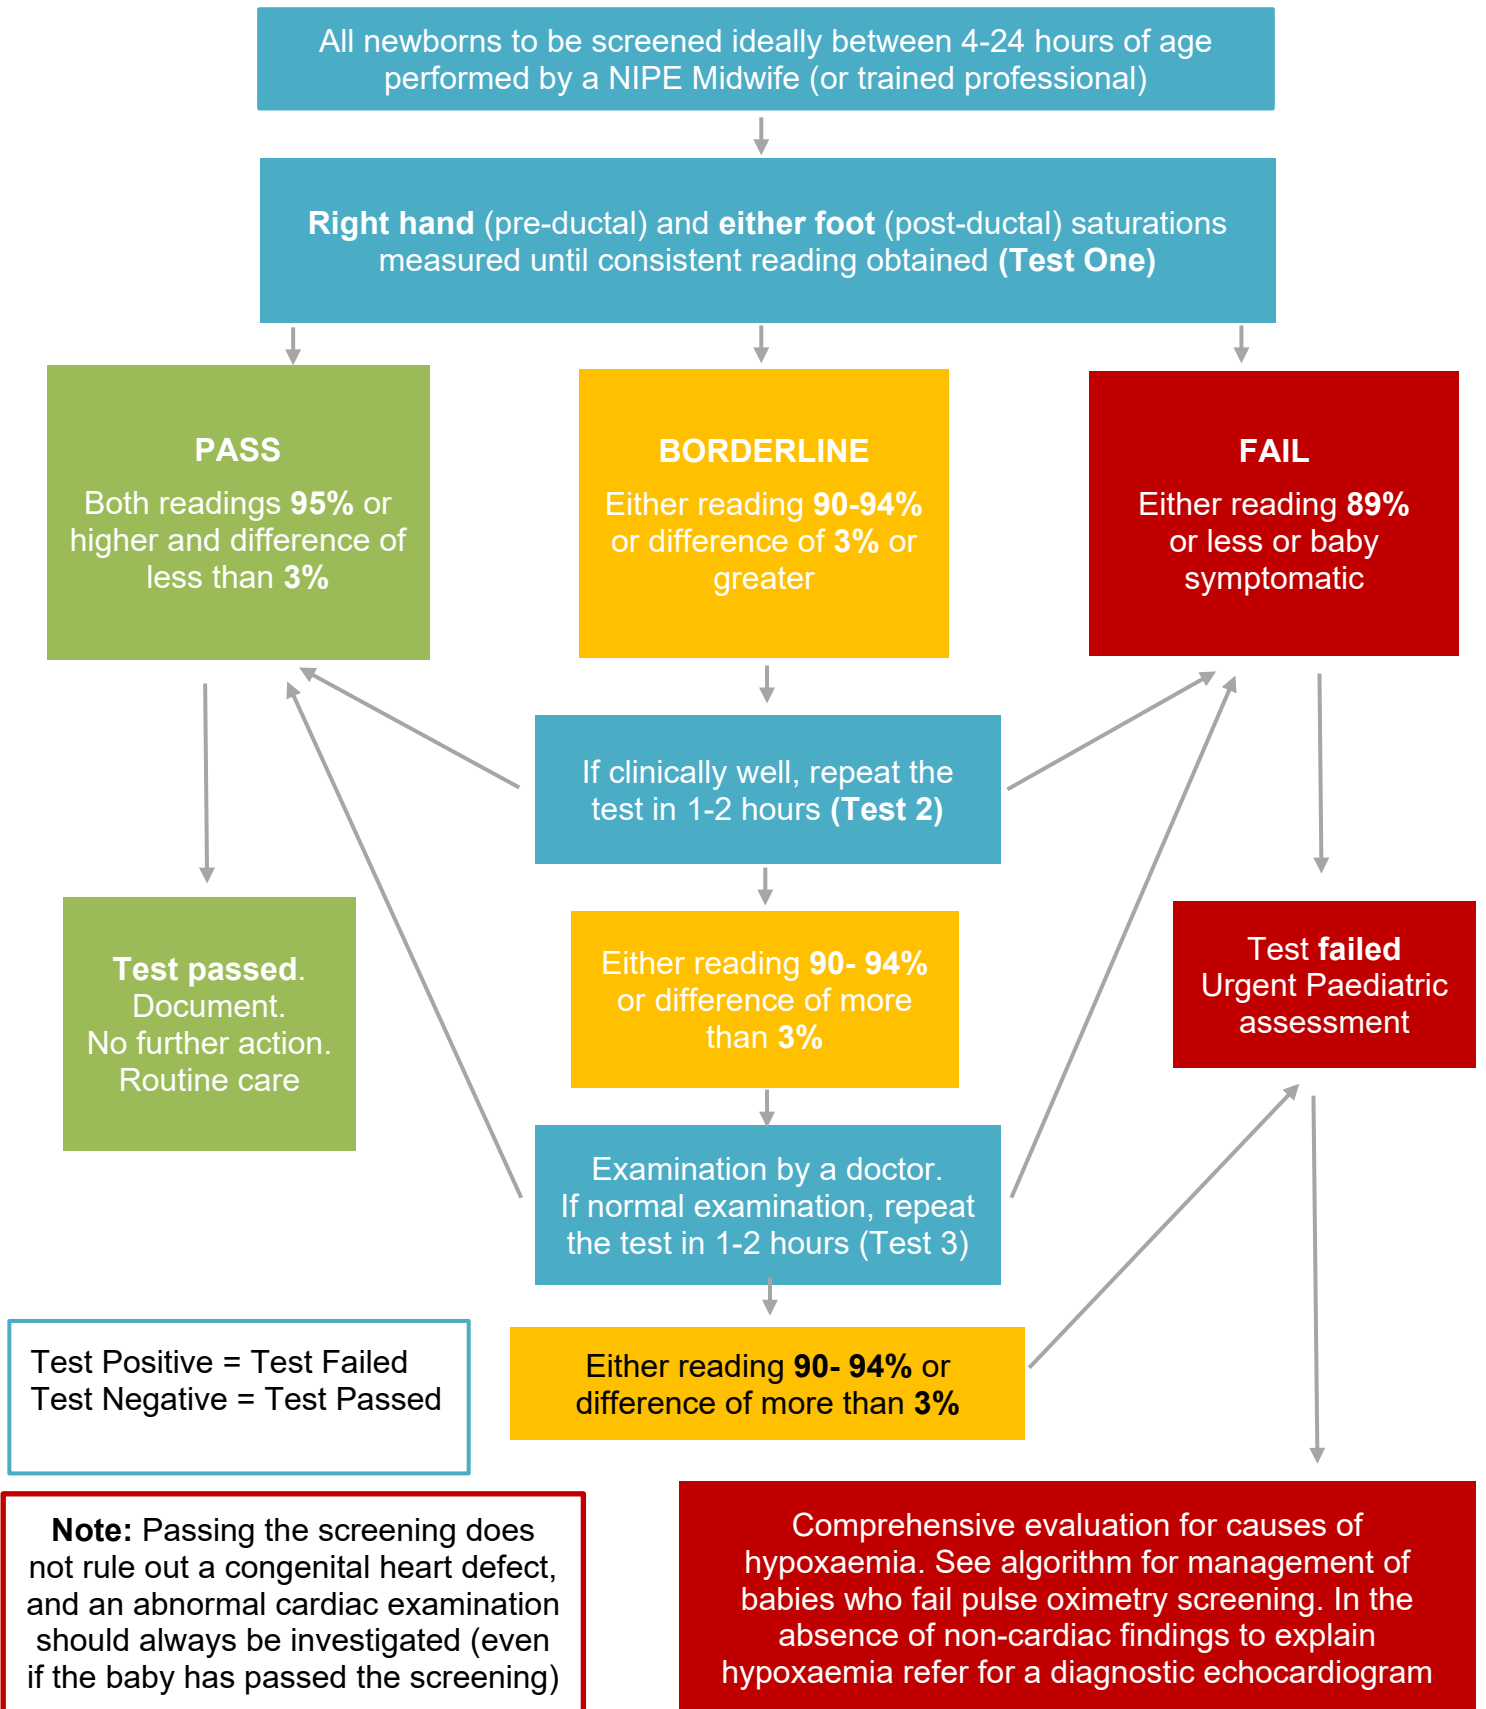 All newborns to be screened ideally between 4-24 hours of age
performed by a NIPE Midwife (or trained professional)
Right hand (pre-ductal) and either foot (post-ductal) saturations
measured until consistent reading obtained (Test One)
PASS
Both readings 95% or
higher and difference of
less than 3%
BORDERLINE
Either reading 90-94%
or difference of 3% or
greater
FAIL
Either reading 89%
or less or baby
symptomatic
If clinically well, repeat the
test in 1-2 hours (Test 2)
Test passed.
Document.
No further action.
Routine care
Either reading 90- 94%
or difference of more
than 3%
Test failed
Urgent Paediatric
assessment
Examination by a doctor.
If normal examination, repeat
the test in 1-2 hours (Test 3)
Either reading 90- 94% or
difference of more than 3%
Test Positive = Test Failed
Test Negative = Test Passed
Note: Passing the screening does
not rule out a congenital heart defect,
and an abnormal cardiac examination
should always be investigated (even
if the baby has passed the screening)
Comprehensive evaluation for causes of
hypoxaemia. See algorithm for management of
babies who fail pulse oximetry screening. In the
absence of non-cardiac findings to explain
hypoxaemia refer for a diagnostic echocardiogram